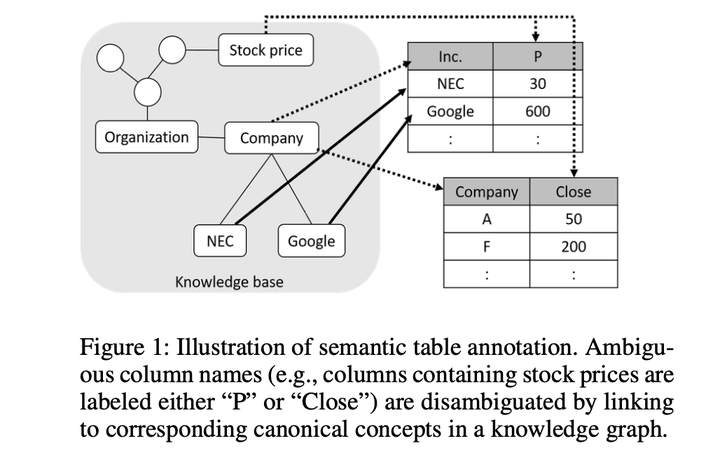 Stock price
Organization
Company
NEC
Google
Knowledge base
Inc. P
NEC 30
Google 600
: :
Company Close
A 50
F 200
: :
Figure 1: Illustration of semantic table annotation. Ambigu-
ous column names (e.g., columns containing stock prices are
labeled either “P” or “Close”) are disambiguated by linking
to corresponding canonical concepts in a knowledge graph.